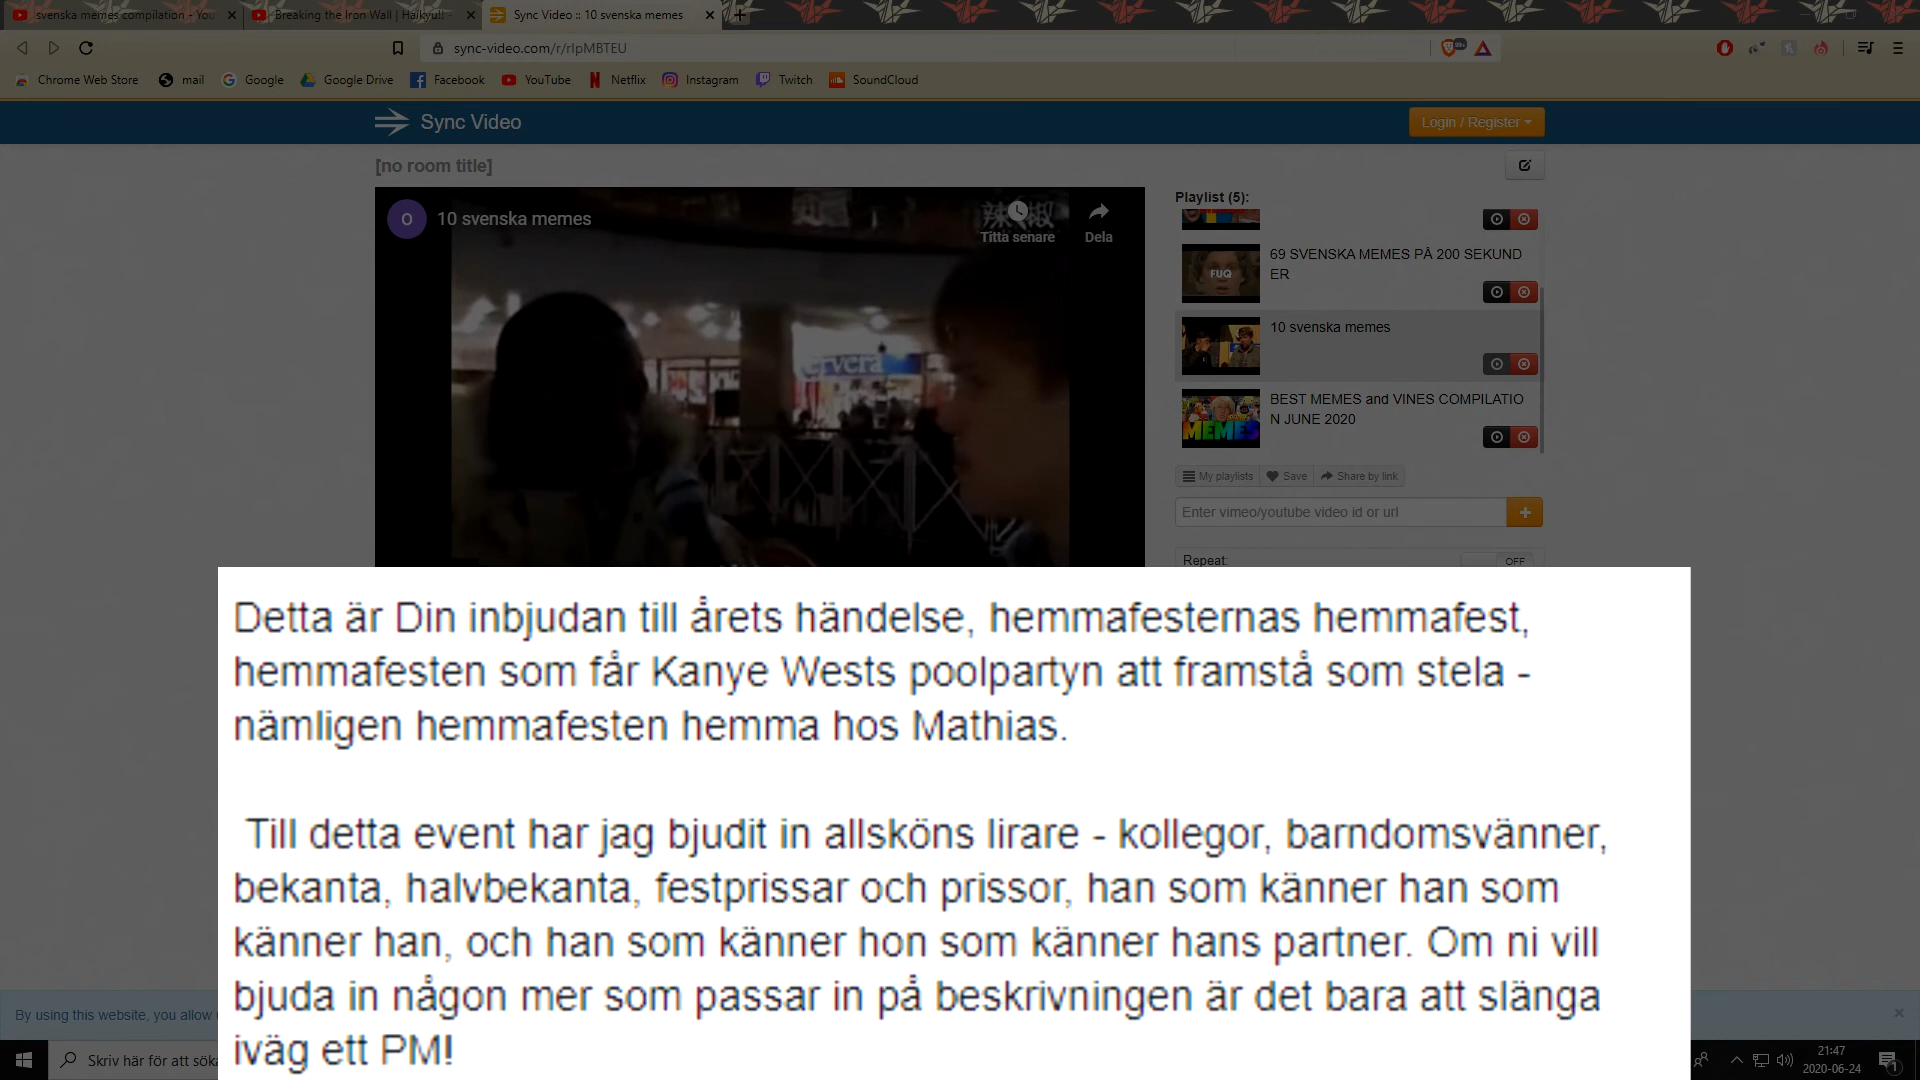 svenska memes compilation - You
Breaking the Iron Wall | Haikyu!! -
Sync Video :: 10 svenska memes
sync-video.com/r/rIpMBTEU
Chrome Web Store
mail
Google
Google Drive
Facebook
YouTube
Netflix
Instagram
Twitch
SoundCloud
Sync Video
Login / Register
[no room title]
O
10 svenska memes
辣椒
Titta senare
Dela
ervera
Playlist (5):
FUQ
69 SVENSKA MEMES PÅ 200 SEKUND
ER
10 svenska memes
MEMES
BEST MEMES and VINES COMPILATIO
N JUNE 2020
My playlists
Save
Share by link
Enter vimeo/youtube video id or url
Repeat:
OFF
Detta är Din inbjudan till årets händelse, hemmafesternas hemmafest,
hemmafesten som får Kanye Wests poolpartyn att framstå som stela -
nämligen hemmafesten hemma hos Mathias.
Till detta event har jag bjudit in allsköns lirare - kollegor, barndomsvänner,
bekanta, halvbekanta, festprissar och prissor, han som känner han som
känner han, och han som känner hon som känner hans partner. Om ni vill
bjuda in någon mer som passar in på beskrivningen är det bara att slänga
iväg ett PM!
By using this website, you allow
Skriv här för att söka
21:47
2020-06-24
1